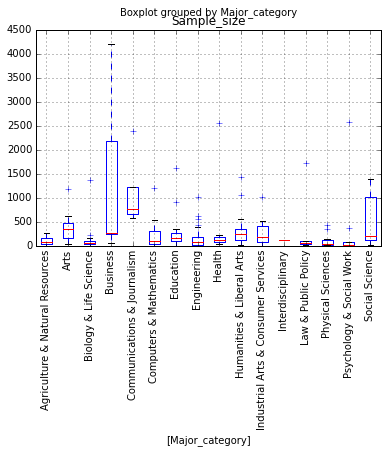 Boxplot grouped by Major_category
Sample_size
4500
4000
3500
3000
2500
2000
1500
1000
500
0
Agriculture & Natural Resources
Arts
Biology & Life Science
Business
Communications & Journalism
Computers & Mathematics
Education
Engineering
Health
Humanities & Liberal Arts
Industrial Arts & Consumer Services
Interdisciplinary
Law & Public Policy
Physical Sciences
Psychology & Social Work
Social Science
[Major_category]